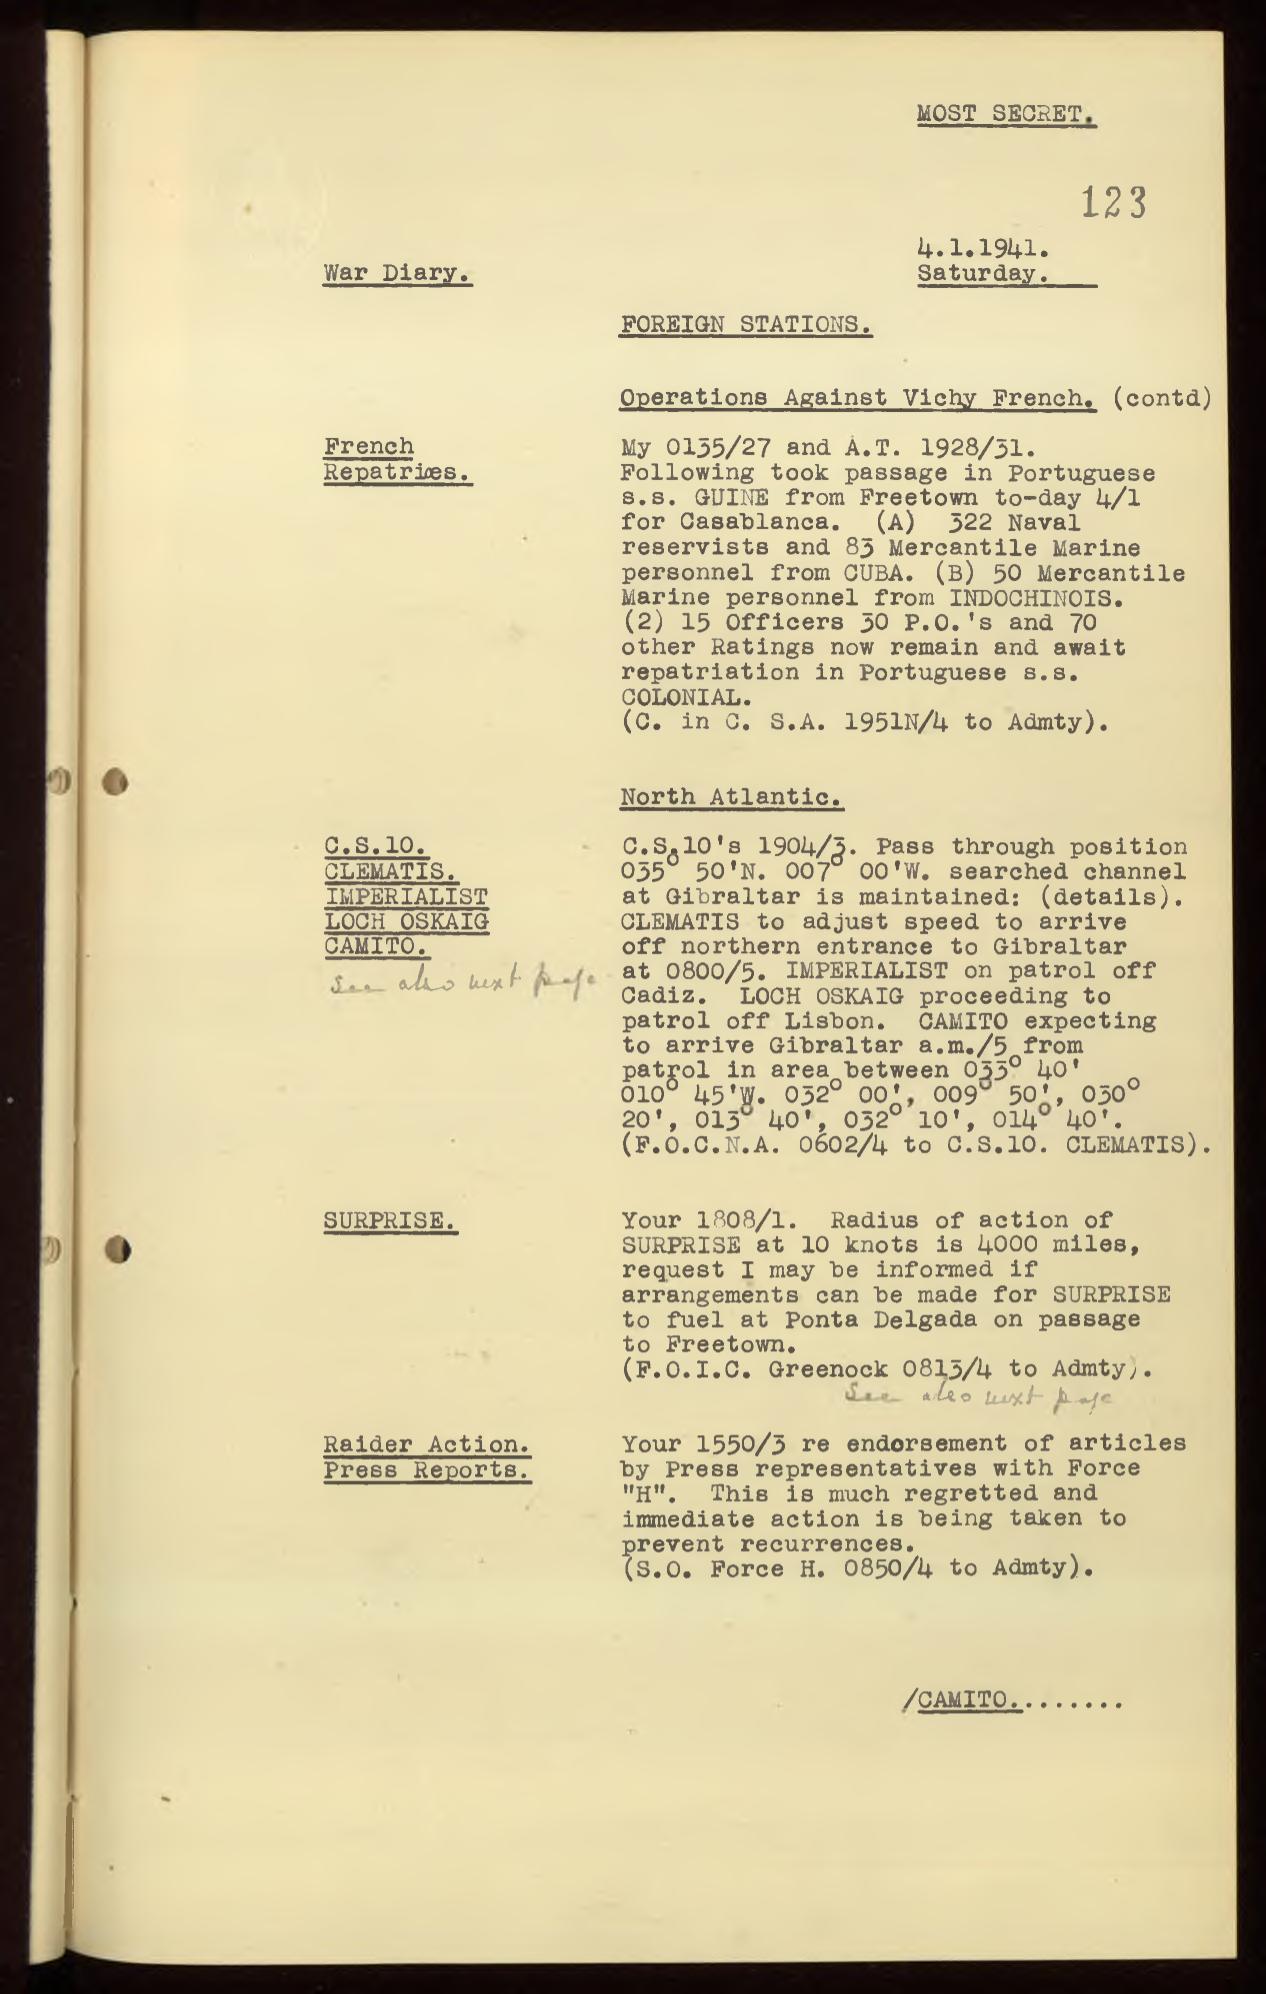 MOST SECRET.
123
4.1.1941.
War Diary.
Saturday.
FOREIGN STATIONS.
Operations Against Vichy French. (contd)
French
Repatries.
My 0135/27 and A.T. 1928/31.
Following took passage in Portuguese
s.s. GUINE from Freetown to-day 4/1
for Casablanca. (A) 322 Naval
reservists and 83 Mercantile Marine
personnel from CUBA. (B) 50 Mercantile
Marine personnel from INDOCHINOIS.
(2) 15 Officers 30 P.O.'s and 70
other Ratings now remain and await
repatriation in Portuguese s.s.
COLONIAL.
(C. in C. S.A. 1951N/4 to Admty).
North Atlantic.
C.S.10.
CLEMATIS.
IMPERIALIST
LOCH OSKAIG
CAMITO.
See also next page
C.S.10's 1904/3. Pass through position
035° 50'N. 007° 00'W. searched channel
at Gibraltar is maintained: (details).
CLEMATIS to adjust speed to arrive
off northern entrance to Gibraltar
at 0800/5. IMPERIALIST on patrol off
Cadiz. LOCH OSKAIG proceeding to
patrol off Lisbon. CAMITO expecting
to arrive Gibraltar a.m./5 from
patrol in area between 033° 40'
010° 45'W. 032° 00', 009° 50', 030°
20', 013° 40', 032° 10', 014° 40'.
(F.O.C.N.A. 0602/4 to C.S.10. CLEMATIS).
SURPRISE.
Your 1808/1. Radius of action of
SURPRISE at 10 knots is 4000 miles,
request I may be informed if
arrangements can be made for SURPRISE
to fuel at Ponta Delgada on passage
to Freetown.
(F.O.I.C. Greenock 0813/4 to Admty).
See also next page
Raider Action.
Press Reports.
Your 1550/3 re endorsement of articles
by Press representatives with Force
"H". This is much regretted and
immediate action is being taken to
prevent recurrences.
(S.O. Force H. 0850/4 to Admty).
/CAMITO........